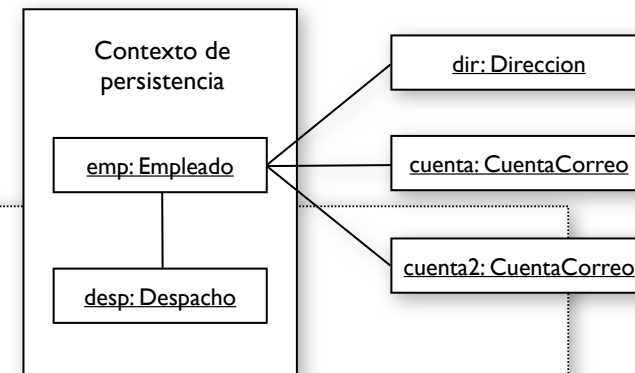 Contexto de
persistencia
dir: Direccion
emp: Empleado
cuenta: CuentaCorreo
cuenta2: CuentaCorreo
desp: Despacho